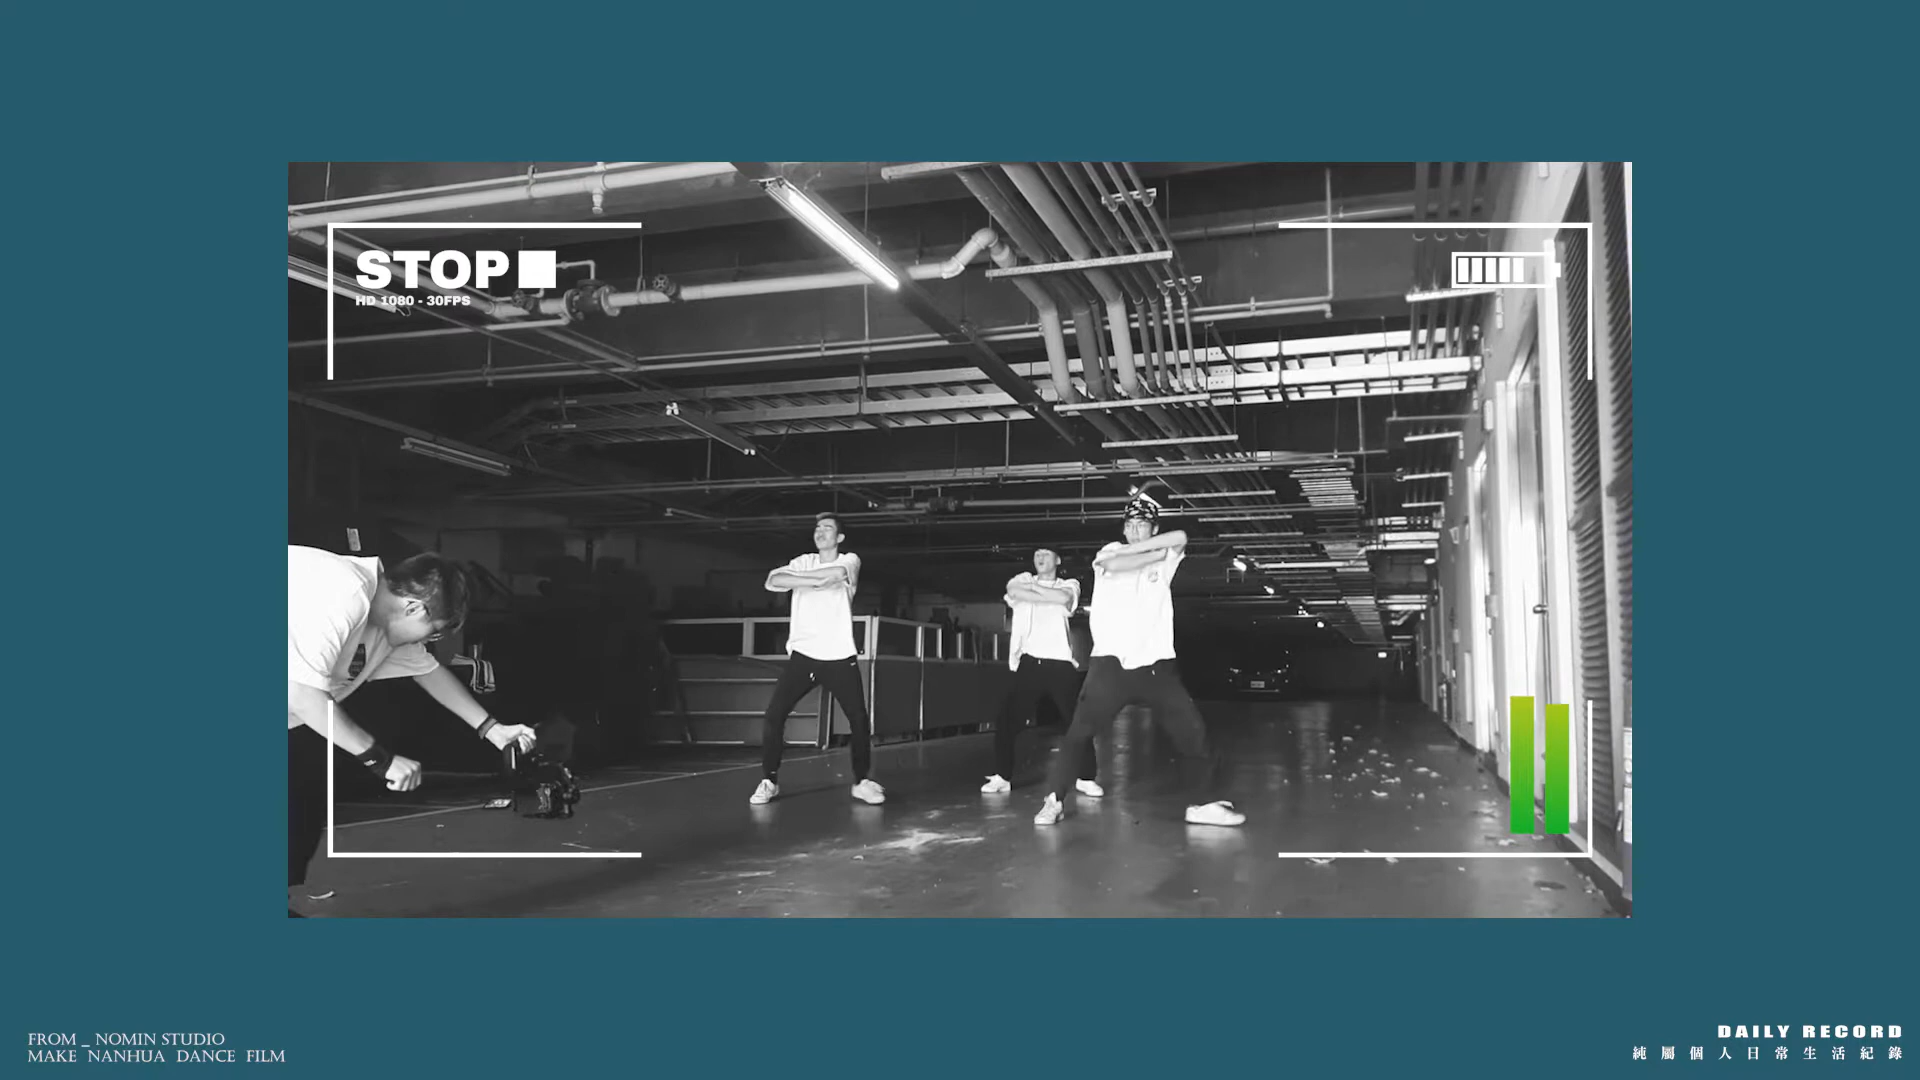 STOP
HD 1080 - 30FPS
FROM _ NOMIN STUDIO
MAKE NANHUA DANCE FILM
DAILY RECORD
純屬個人日常生活紀錄